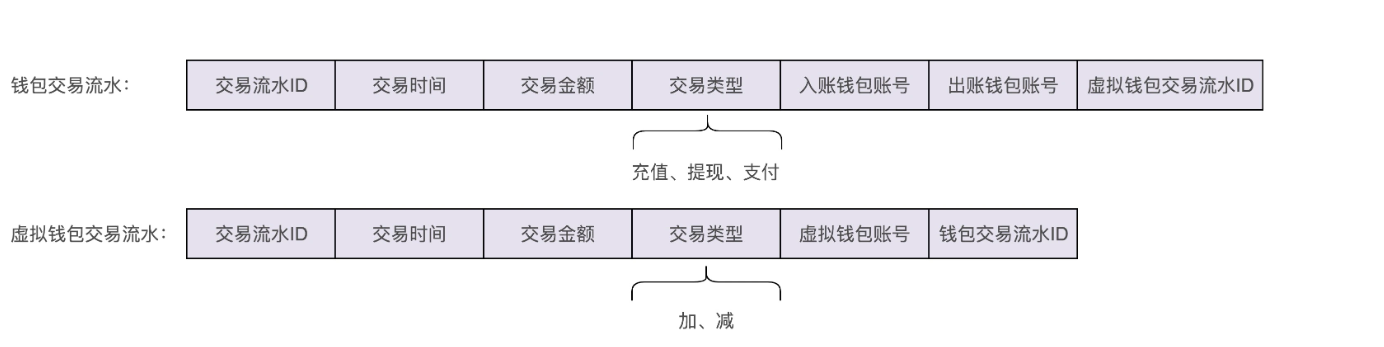 钱包交易流水： 交易流水ID 交易时间 交易金额 交易类型 入账钱包账号 出账钱包账号 虚拟钱包交易流水ID
充值、提现、支付
虚拟钱包交易流水： 交易流水ID 交易时间 交易金额 交易类型 虚拟钱包账号 钱包交易流水ID
加、减